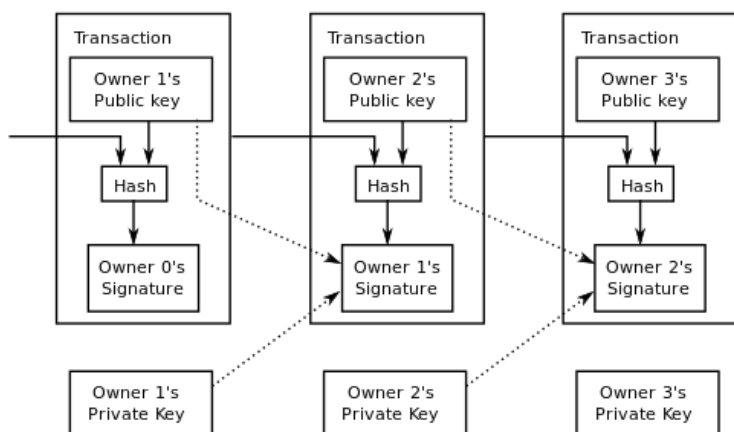 Transaction
Owner 1's
Public key
Hash
Owner 0's
Signature
Transaction
Owner 2's
Public key
Hash
Owner 1's
Signature
Transaction
Owner 3's
Public key
Hash
Owner 2's
Signature
Owner 1's
Private Key
Owner 2's
Private Key
Owner 3's
Private Key